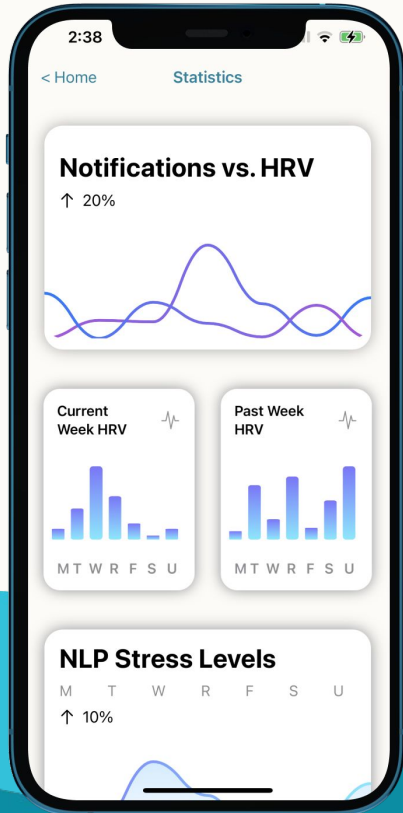 2:38
< Home Statistics
Notifications vs. HRV
↑ 20%
Current
Week HRV
M T W R F S U
Past Week
HRV
M T W R F S U
NLP Stress Levels
M T W R F S U
↑ 10%